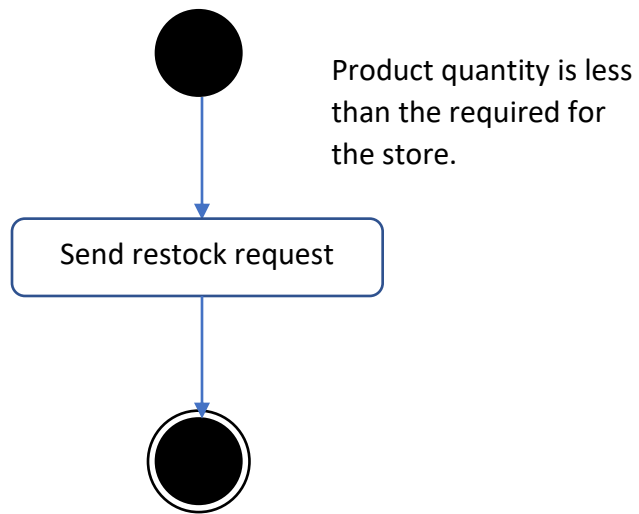 Product quantity is less
than the required for
the store.
Send restock request